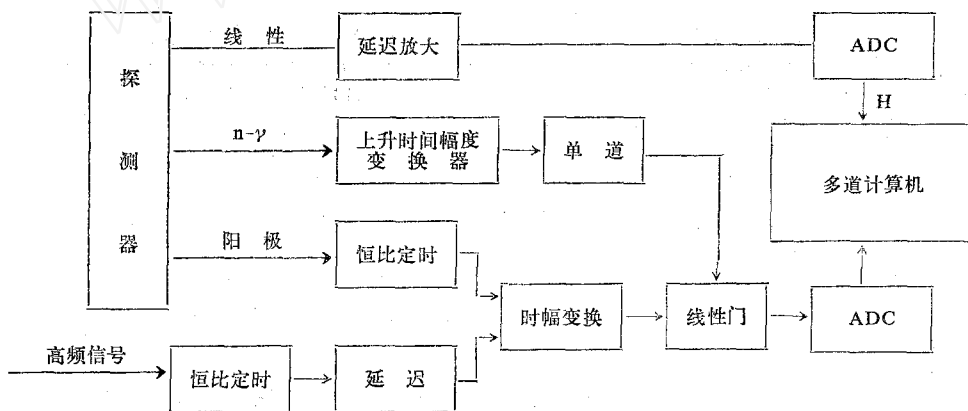 线 性
延迟放大
ADC
探
测
器
H
n-γ
上升时间幅度
变 换 器
单 道
多道计算机
阳 极
恒比定时
时幅变换
线性门
ADC
高频信号
恒比定时
延 迟